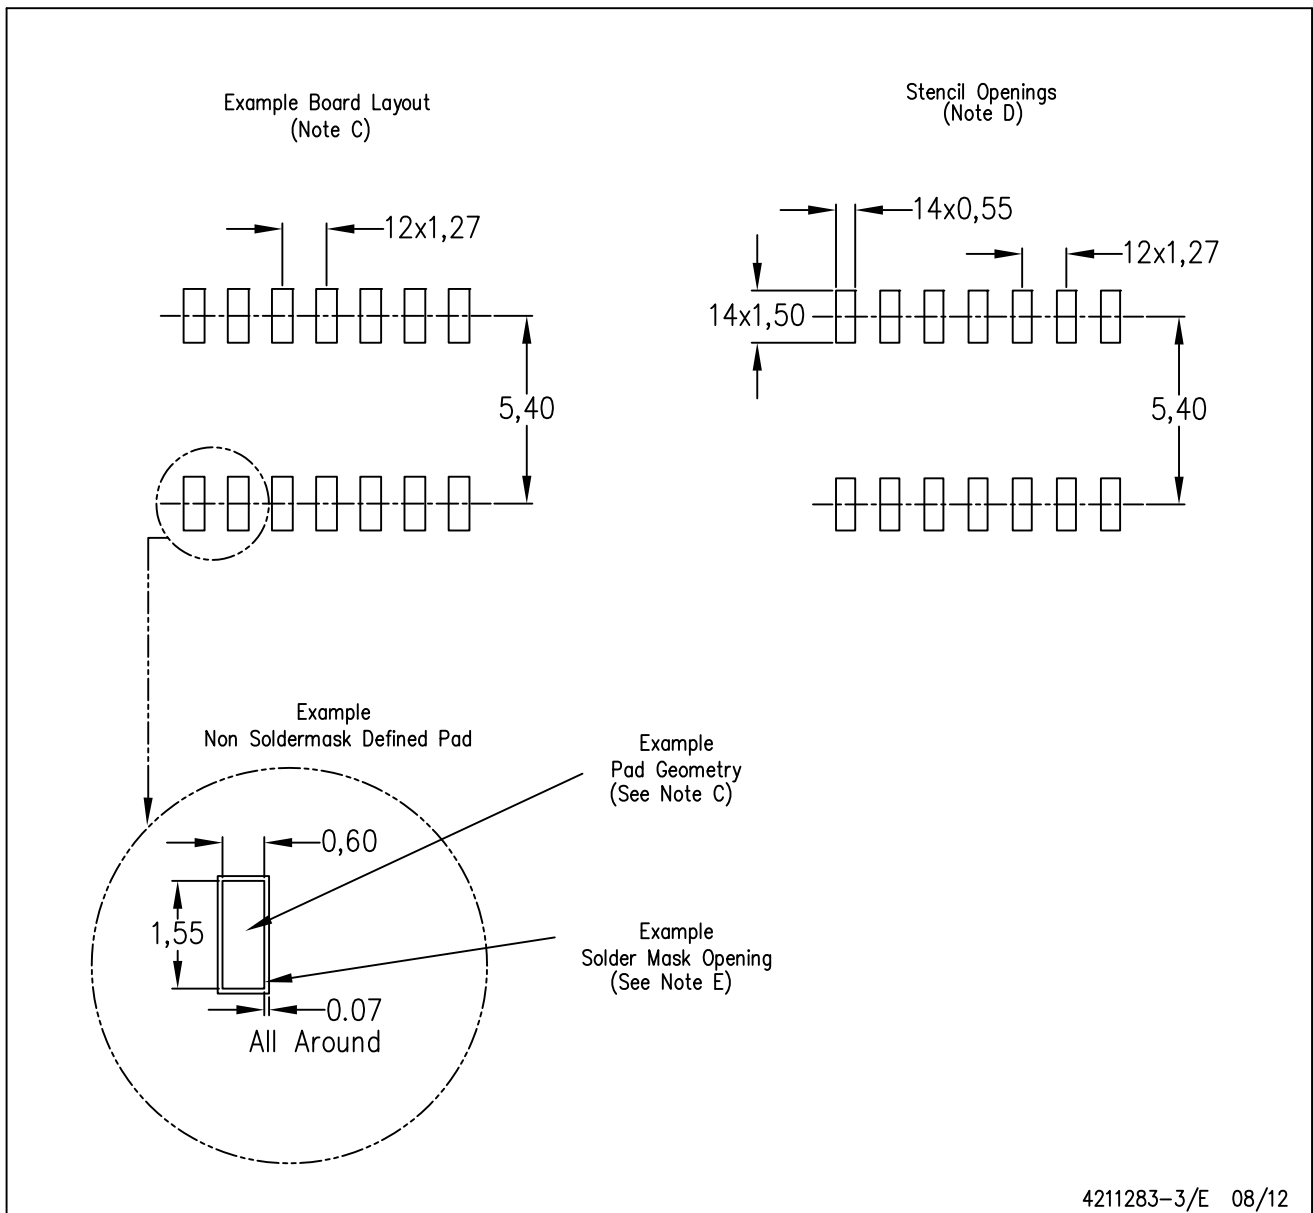 Example Board Layout
(Note C)
Stencil Openings
(Note D)
12x1,27
5,40
14x0,55
12x1,27
14x1,50
5,40
Example
Non Soldermask Defined Pad
Example
Pad Geometry
(See Note C)
0,60
1,55
Example
Solder Mask Opening
(See Note E)
0.07
All Around
4211283-3/E 08/12